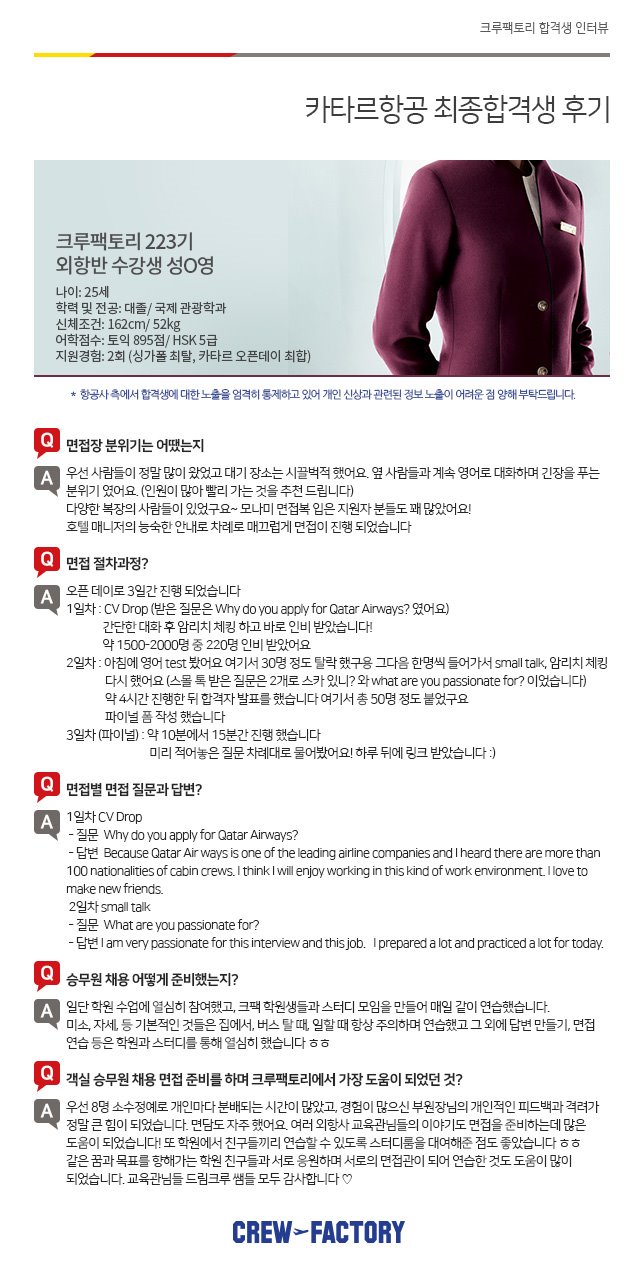 크루팩토리 합격생 인터뷰
카타르항공 최종합격생 후기
크루팩토리 223기
외항반 수강생 성O영
나이: 25세
학력 및 전공: 대졸/ 국제 관광학과
신체조건: 162cm/ 52kg
어학점수: 토익 895점/ HSK 5급
지원경험: 2회 (싱가폴 최탈, 카타르 오픈데이 최합)
* 항공사 측에서 합격생에 대한 노출을 엄격히 통제하고 있어 개인 신상과 관련된 정보 노출이 어려운 점 양해 부탁드립니다.
Q 면접장 분위기는 어땠는지
A 우선 사람들이 정말 많이 왔었고 대기 장소는 시끌벅적 했어요. 옆 사람들과 계속 영어로 대화하며 긴장을 푸는
분위기 였어요. (인원이 많아 빨리 가는 것을 추천 드립니다)
다양한 복장의 사람들이 있었구요~ 모나미 면접복 입은 지원자 분들도 꽤 많았어요!
호텔 매니저의 능숙한 안내로 차례로 매끄럽게 면접이 진행 되었습니다
Q 면접 절차과정?
A 오픈 데이로 3일간 진행 되었습니다
1일차 : CV Drop (받은 질문은 Why do you apply for Qatar Airways? 였어요)
간단한 대화 후 암리치 체킹 하고 바로 인비 받았습니다!
약 1500-2000명 중 220명 인비 받았어요
2일차 : 아침에 영어 test 봤어요 여기서 30명 정도 탈락 했구용 그다음 한명씩 들어가서 small talk, 암리치 체킹
다시 했어요 (스몰 톡 받은 질문은 2개로 스카 있니? 와 what are you passionate for? 이었습니다)
약 4시간 진행한 뒤 합격자 발표를 했습니다 여기서 총 50명 정도 붙었구요
파이널 폼 작성 했습니다
3일차 (파이널) : 약 10분에서 15분간 진행 했습니다
미리 적어놓은 질문 차례대로 물어봤어요! 하루 뒤에 링크 받았습니다 :)
Q 면접별 면접 질문과 답변?
A 1일차 CV Drop
- 질문 Why do you apply for Qatar Airways?
- 답변 Because Qatar Air ways is one of the leading airline companies and I heard there are more than
100 nationalities of cabin crews. I think I will enjoy working in this kind of work environment. I love to
make new friends.
2일차 small talk
- 질문 What are you passionate for?
- 답변 I am very passionate for this interview and this job. I prepared a lot and practiced a lot for today.
Q 승무원 채용 어떻게 준비했는지?
A 일단 학원 수업에 열심히 참여했고, 크팩 학원생들과 스터디 모임을 만들어 매일 같이 연습했습니다.
미소, 자세, 등 기본적인 것들은 집에서, 버스 탈 때, 일할 때 항상 주의하며 연습했고 그 외에 답변 만들기, 면접
연습 등은 학원과 스터디를 통해 열심히 했습니다 ㅎㅎ
Q 객실 승무원 채용 면접 준비를 하며 크루팩토리에서 가장 도움이 되었던 것?
A 우선 8명 소수정예로 개인마다 분배되는 시간이 많았고, 경험이 많으신 부원장님의 개인적인 피드백과 격려가
정말 큰 힘이 되었습니다. 면담도 자주 했어요. 여러 외항사 교육관님들의 이야기도 면접을 준비하는데 많은
도움이 되었습니다! 또 학원에서 친구들끼리 연습할 수 있도록 스터디룸을 대여해준 점도 좋았습니다 ㅎㅎ
같은 꿈과 목표를 향해가는 학원 친구들과 서로 응원하며 서로의 면접관이 되어 연습한 것도 도움이 많이
되었습니다. 교육관님들 드림크루 쌤들 모두 감사합니다 ♡
CREW FACTORY